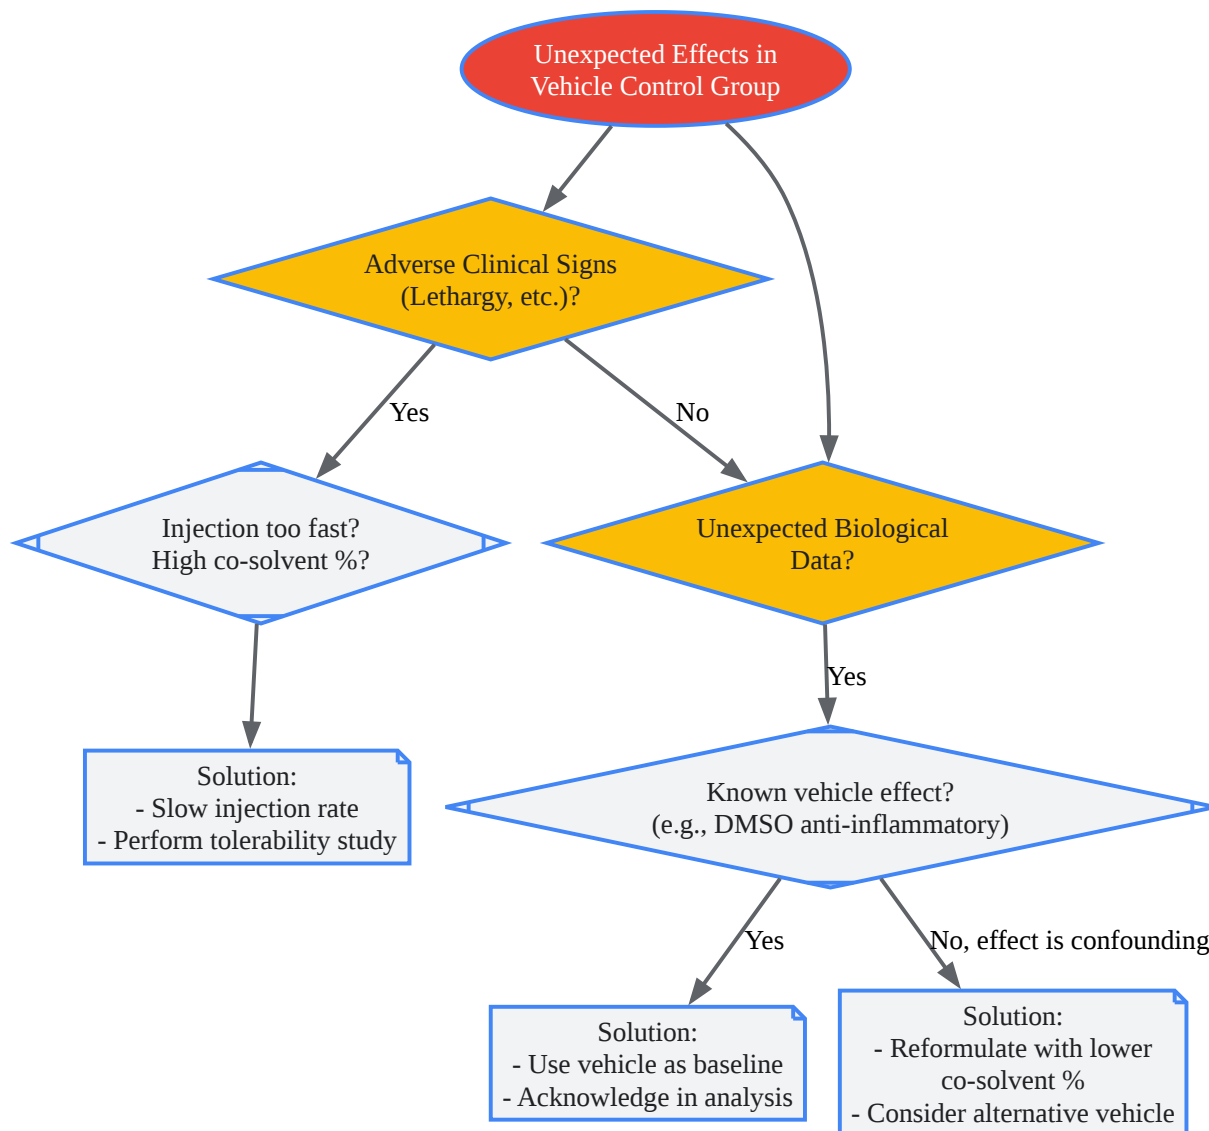 Unexpected Effects in
Vehicle Control Group
Adverse Clinical Signs
(Lethargy, etc.)?
Yes
No
Injection too fast?
High co-solvent %?
Unexpected Biological
Data?
Yes
Solution:
- Slow injection rate
- Perform tolerability study
Known vehicle effect?
(e.g., DMSO anti-inflammatory)
Yes
No, effect is confounding
Solution:
- Use vehicle as baseline
- Acknowledge in analysis
Solution:
- Reformulate with lower
co-solvent %
- Consider alternative vehicle